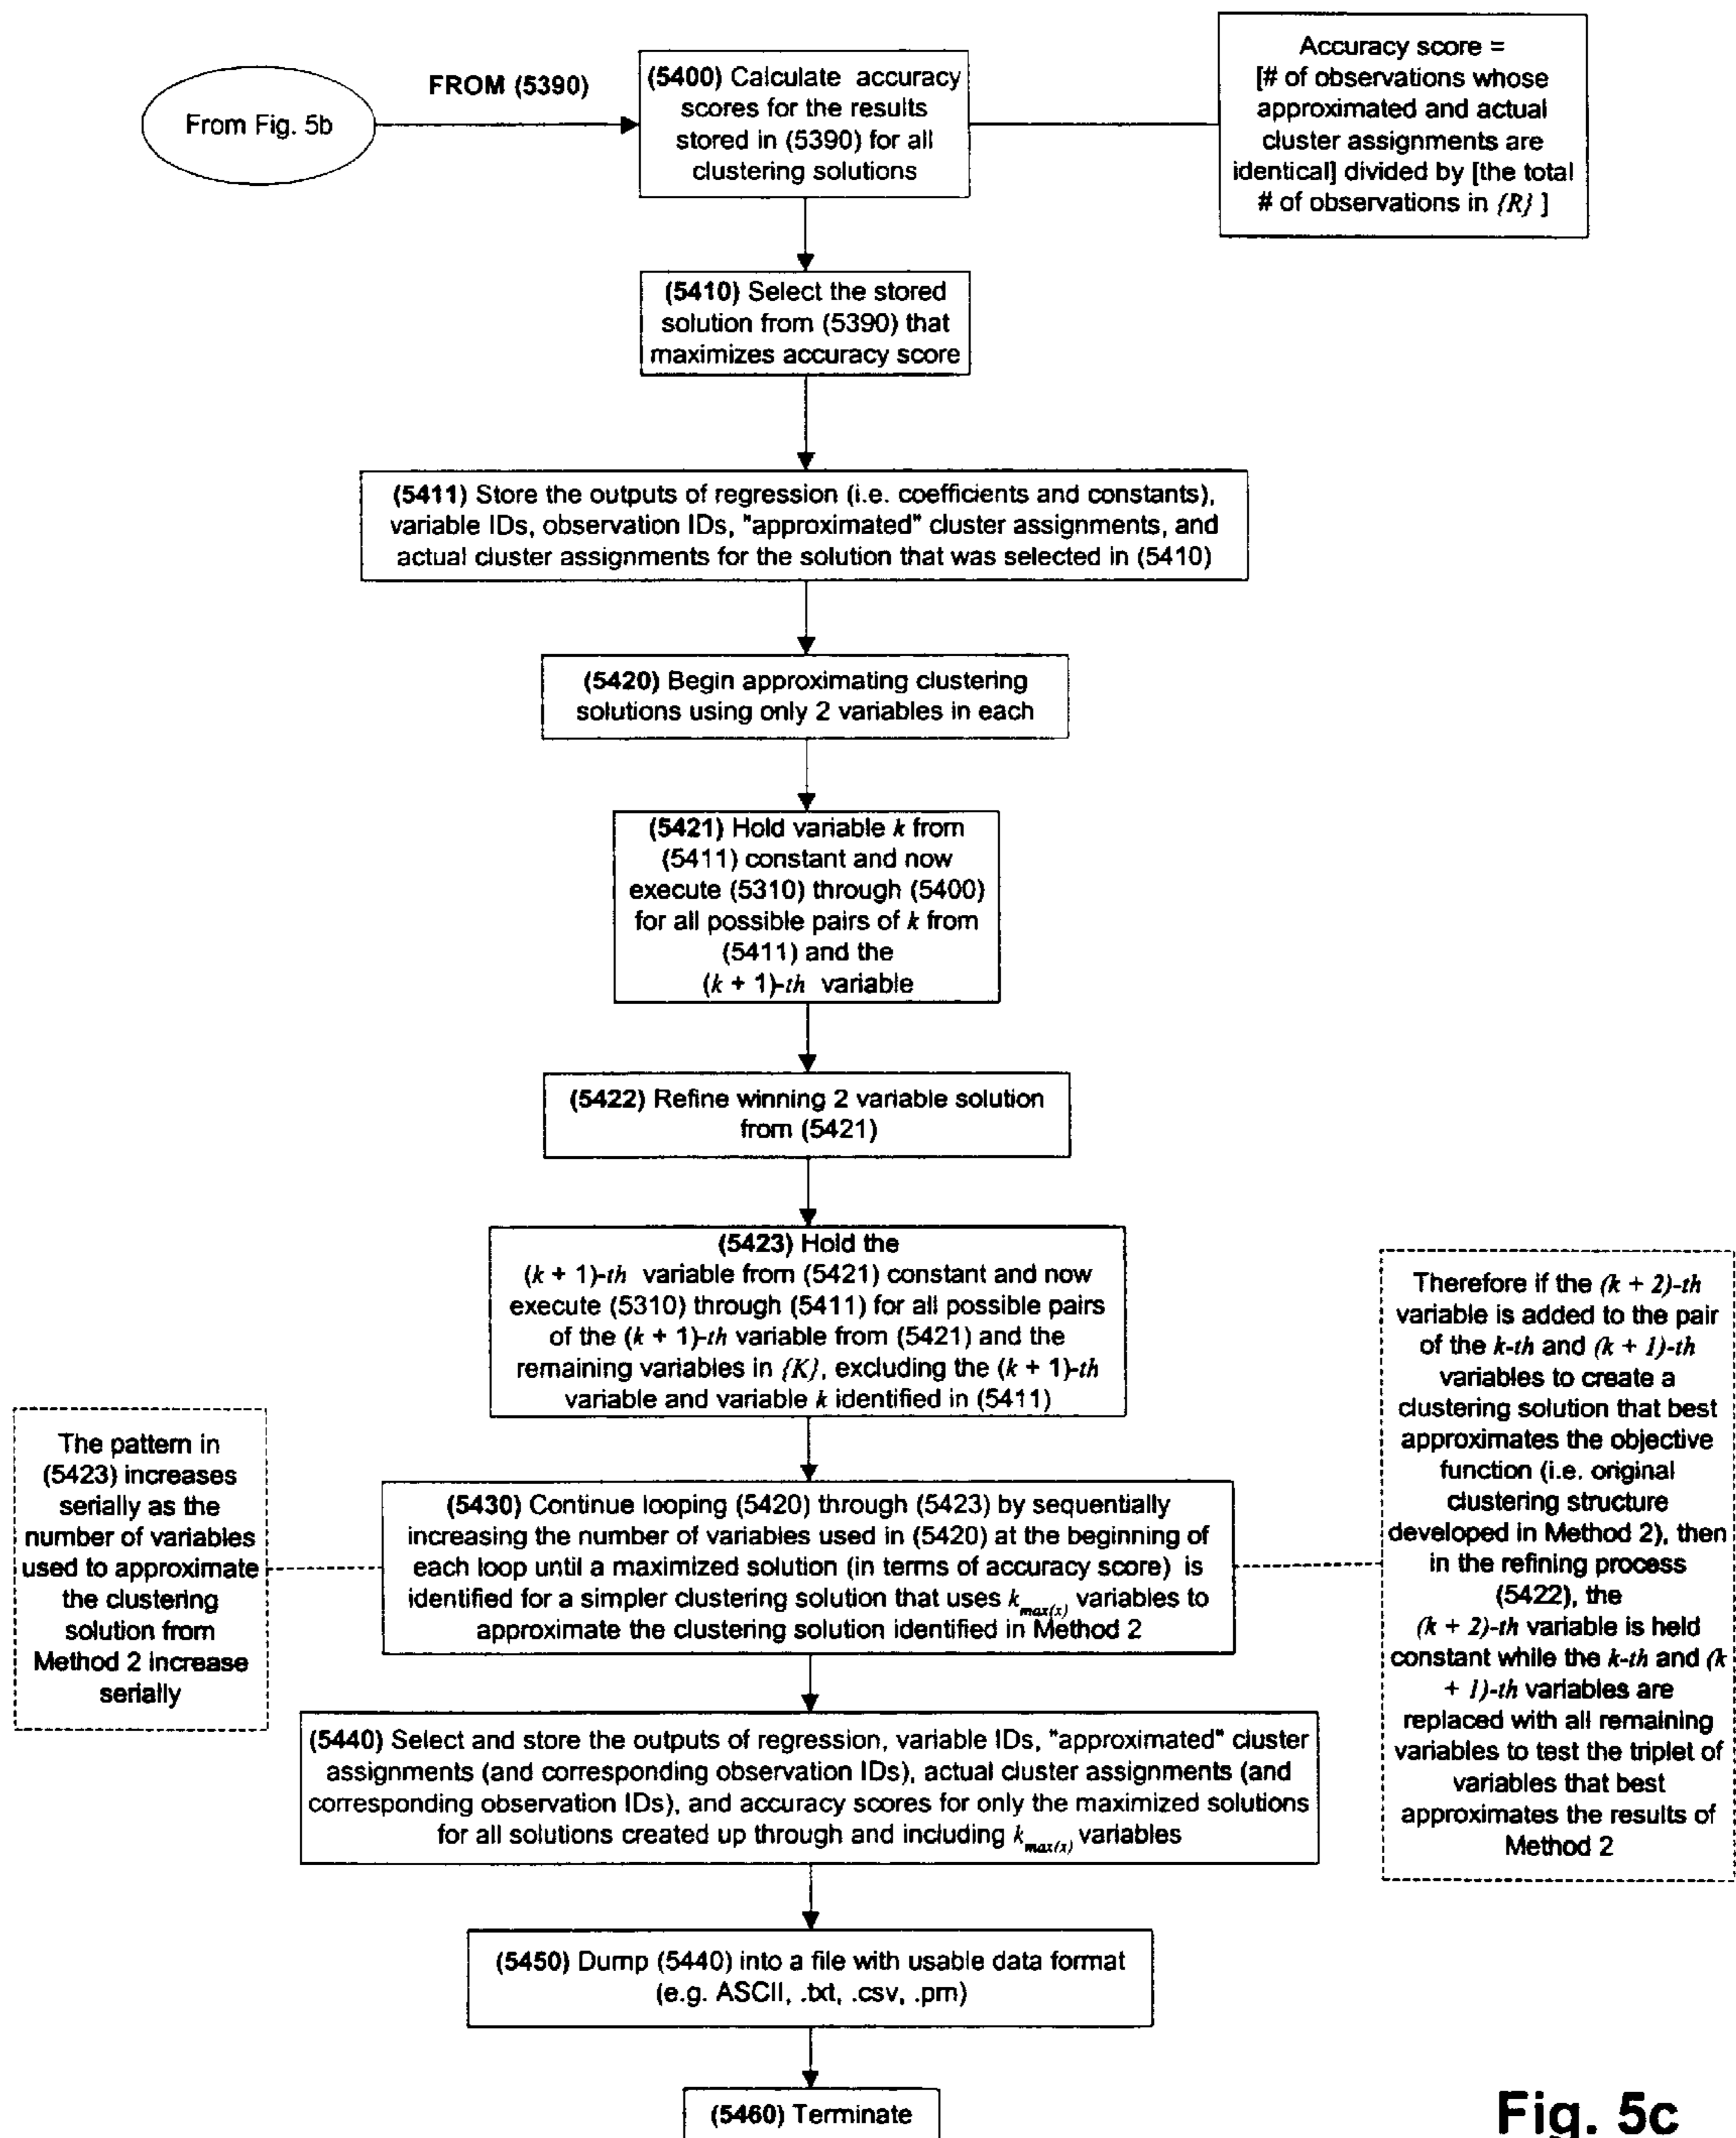 From Fig. 5b
FROM (5390)
(5400) Calculate accuracy
scores for the results
stored in (5390) for all
clustering solutions
Accuracy score =
[# of observations whose
approximated and actual
cluster assignments are
identical] divided by [the total
# of observations in {R} ]
(5410) Select the stored
solution from (5390) that
maximizes accuracy score
(5411) Store the outputs of regression (i.e. coefficients and constants),
variable IDs, observation IDs, "approximated" cluster assignments, and
actual cluster assignments for the solution that was selected in (5410)
(5420) Begin approximating clustering
solutions using only 2 variables in each
(5421) Hold variable k from
(5411) constant and now
execute (5310) through (5400)
for all possible pairs of k from
(5411) and the
(k + 1)-th variable
(5422) Refine winning 2 variable solution
from (5421)
(5423) Hold the
(k + 1)-th variable from (5421) constant and now
execute (5310) through (5411) for all possible pairs
of the (k + 1)-th variable from (5421) and the
remaining variables in {K}, excluding the (k + 1)-th
variable and variable k identified in (5411)
The pattern in
(5423) increases
serially as the
number of variables
used to approximate
the clustering
solution from
Method 2 increase
serially
(5430) Continue looping (5420) through (5423) by sequentially
increasing the number of variables used in (5420) at the beginning of
each loop until a maximized solution (in terms of accuracy score) is
identified for a simpler clustering solution that uses k max(x) variables to
approximate the clustering solution identified in Method 2
Therefore if the (k + 2)-th
variable is added to the pair
of the k-th and (k + 1)-th
variables to create a
clustering solution that best
approximates the objective
function (i.e. original
clustering structure
developed in Method 2), then
in the refining process
(5422), the
(k + 2)-th variable is held
constant while the k-th and (k
+ 1)-th variables are
replaced with all remaining
variables to test the triplet of
variables that best
approximates the results of
Method 2
(5440) Select and store the outputs of regression, variable IDs, "approximated" cluster
assignments (and corresponding observation IDs), actual cluster assignments (and
corresponding observation IDs), and accuracy scores for only the maximized solutions
for all solutions created up through and including k max(x) variables
(5450) Dump (5440) into a file with usable data format
(e.g. ASCII, .txt, .csv, .prn)
(5460) Terminate
Fig. 5c